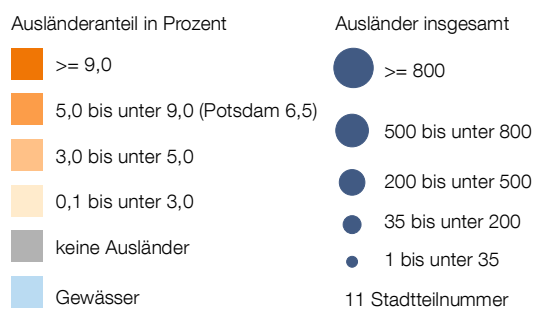 Ausländeranteil in Prozent
>= 9,0
5,0 bis unter 9,0 (Potsdam 6,5)
3,0 bis unter 5,0
0,1 bis unter 3,0
keine Ausländer
Gewässer
Ausländer insgesamt
>= 800
500 bis unter 800
200 bis unter 500
35 bis unter 200
1 bis unter 35
11 Stadtteilnummer